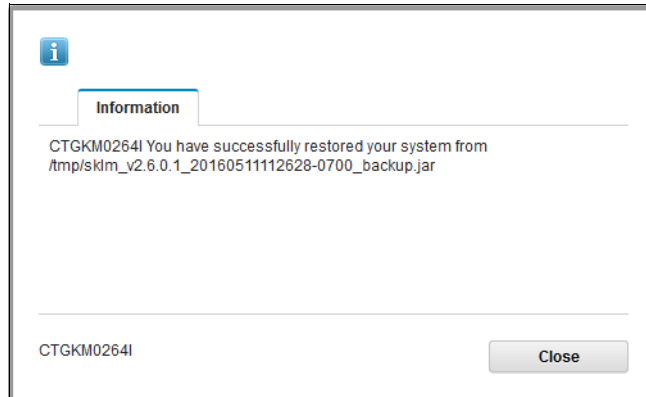 Information
CTGKM0264I You have successfully restored your system from
/tmp/sklm_v2.6.0.1_20160511112628-0700_backup.jar
CTGKM0264I
Close